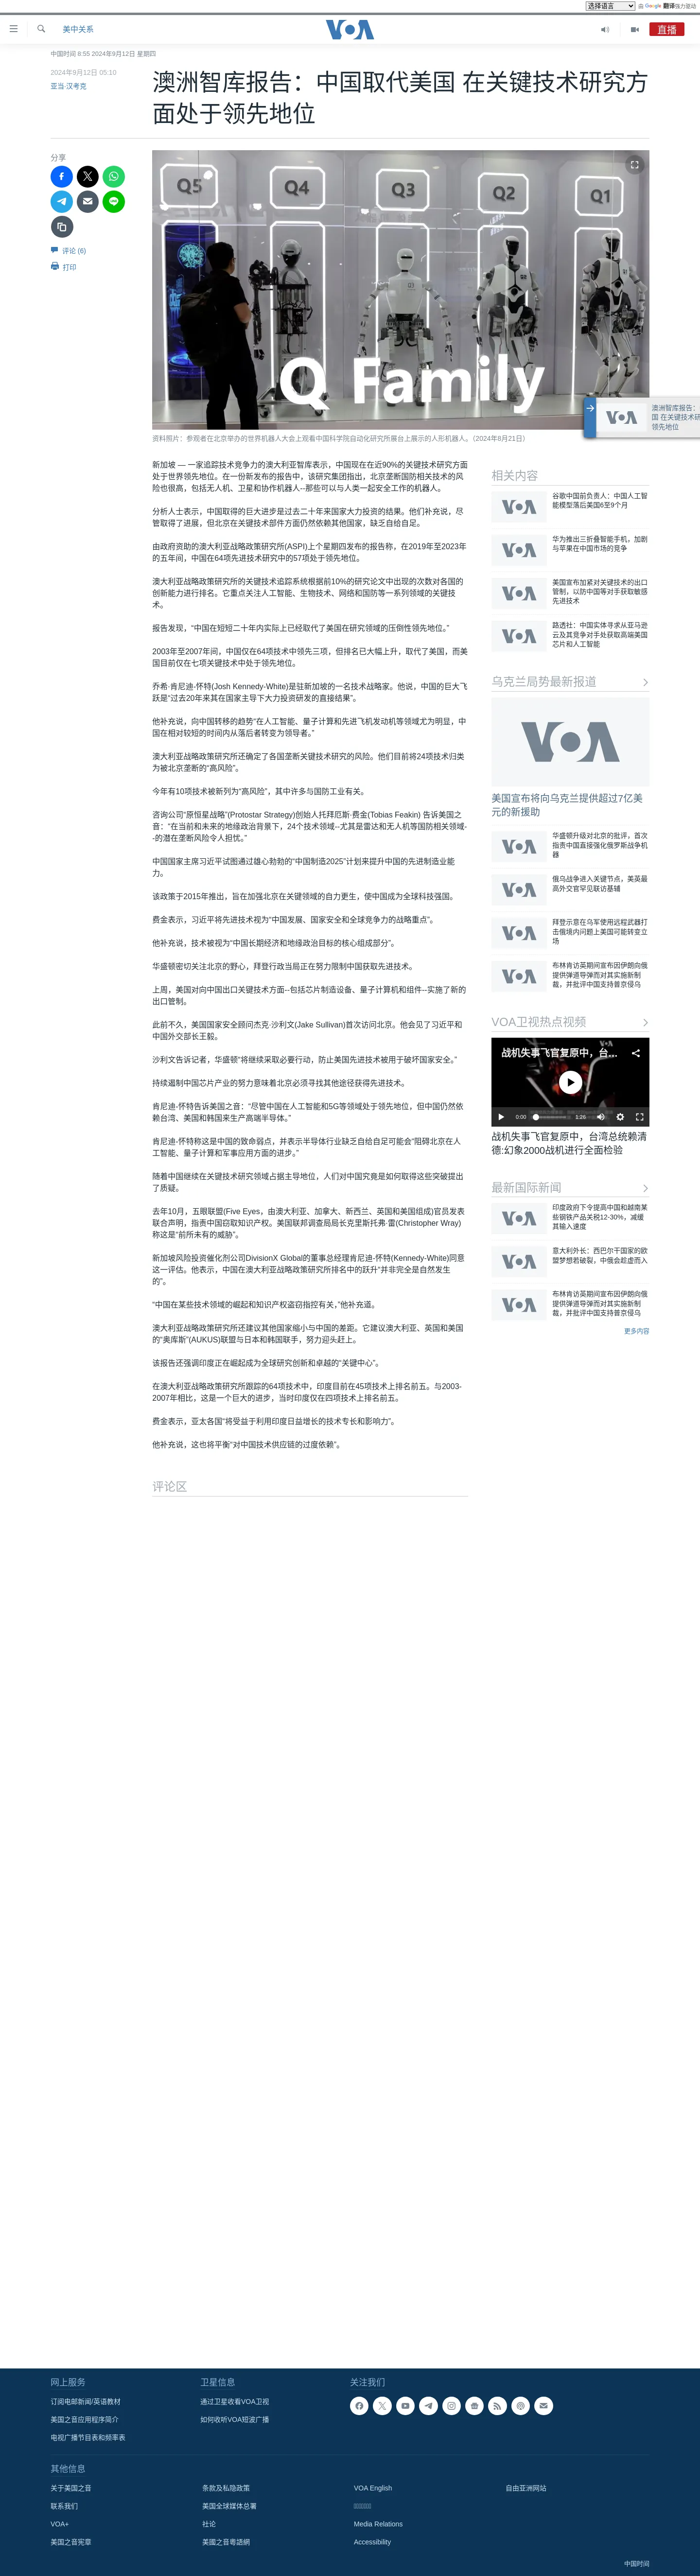 选择语言 由 Google 翻译强力驱动
美中关系
VOA
直播
中国时间 8:55 2024年9月12日 星期四
2024年9月12日 05:10
亚当·汉考克
澳洲智库报告：中国取代美国 在关键技术研究方
面处于领先地位
分享
评论 (6)
打印
Q5 Q4 Q3 Q2 Q1
Q Family
资料照片：参观者在北京举办的世界机器人大会上观看中国科学院自动化研究所展台上展示的人形机器人。（2024年8月21日）
VOA
澳洲智库报告：
国 在关键技术研
领先地位
新加坡 — 一家追踪技术竞争力的澳大利亚智库表示，中国现在在近90%的关键技术研究方面
处于世界领先地位。在一份新发布的报告中，该研究集团指出，北京垄断国防相关技术的风
险也很高，包括无人机、卫星和协作机器人--那些可以与人类一起安全工作的机器人。
分析人士表示，中国取得的巨大进步是过去二十年来国家大力投资的结果。他们补充说，尽
管取得了进展，但北京在关键技术部件方面仍然依赖其他国家，缺乏自给自足。
由政府资助的澳大利亚战略政策研究所(ASPI)上个星期四发布的报告称，在2019年至2023年
的五年间，中国在64项先进技术研究中的57项处于领先地位。
澳大利亚战略政策研究所的关键技术追踪系统根据前10%的研究论文中出现的次数对各国的
创新能力进行排名。它重点关注人工智能、生物技术、网络和国防等一系列领域的关键技
术。
报告发现，“中国在短短二十年内实际上已经取代了美国在研究领域的压倒性领先地位。”
2003年至2007年间，中国仅在64项技术中领先三项，但排名已大幅上升，取代了美国，而美
国目前仅在七项关键技术中处于领先地位。
乔希·肯尼迪-怀特(Josh Kennedy-White)是驻新加坡的一名技术战略家。他说，中国的巨大飞
跃是“过去20年来其在国家主导下大力投资研发的直接结果”。
他补充说，向中国转移的趋势“在人工智能、量子计算和先进飞机发动机等领域尤为明显，中
国在相对较短的时间内从落后者转变为领导者。”
澳大利亚战略政策研究所还确定了各国垄断关键技术研究的风险。他们目前将24项技术归类
为被北京垄断的“高风险”。
今年有10项技术被新列为“高风险”，其中许多与国防工业有关。
咨询公司“原恒星战略”(Protostar Strategy)创始人托拜厄斯·费金(Tobias Feakin) 告诉美国之
音：“在当前和未来的地缘政治背景下，24个技术领域--尤其是雷达和无人机等国防相关领域-
-的潜在垄断风险令人担忧。”
中国国家主席习近平试图通过雄心勃勃的“中国制造2025”计划来提升中国的先进制造业能
力。
该政策于2015年推出，旨在加强北京在关键领域的自力更生，使中国成为全球科技强国。
费金表示，习近平将先进技术视为“中国发展、国家安全和全球竞争力的战略重点”。
他补充说，技术被视为“中国长期经济和地缘政治目标的核心组成部分”。
华盛顿密切关注北京的野心，拜登行政当局正在努力限制中国获取先进技术。
上周，美国对向中国出口关键技术方面--包括芯片制造设备、量子计算机和组件--实施了新的
出口管制。
此前不久，美国国家安全顾问杰克·沙利文(Jake Sullivan)首次访问北京。他会见了习近平和
中国外交部长王毅。
沙利文告诉记者，华盛顿“将继续采取必要行动，防止美国先进技术被用于破坏国家安全。”
持续遏制中国芯片产业的努力意味着北京必须寻找其他途径获得先进技术。
肯尼迪-怀特告诉美国之音：“尽管中国在人工智能和5G等领域处于领先地位，但中国仍然依
赖台湾、美国和韩国来生产高端半导体。”
肯尼迪-怀特称这是中国的致命弱点，并表示半导体行业缺乏自给自足可能会“阻碍北京在人
工智能、量子计算和军事应用方面的进步。”
随着中国继续在关键技术研究领域占据主导地位，人们对中国究竟是如何取得这些突破提出
了质疑。
去年10月，五眼联盟(Five Eyes，由澳大利亚、加拿大、新西兰、英国和美国组成)官员发表
联合声明，指责中国窃取知识产权。美国联邦调查局局长克里斯托弗·雷(Christopher Wray)
称这是“前所未有的威胁”。
新加坡风险投资催化剂公司DivisionX Global的董事总经理肯尼迪-怀特(Kennedy-White)同意
这一评估。他表示，中国在澳大利亚战略政策研究所排名中的跃升“并非完全是自然发生
的”。
“中国在某些技术领域的崛起和知识产权盗窃指控有关，”他补充道。
澳大利亚战略政策研究所还建议其他国家缩小与中国的差距。它建议澳大利亚、英国和美国
的“奥库斯”(AUKUS)联盟与日本和韩国联手，努力迎头赶上。
该报告还强调印度正在崛起成为全球研究创新和卓越的“关键中心”。
在澳大利亚战略政策研究所跟踪的64项技术中，印度目前在45项技术上排名前五。与2003-
2007年相比，这是一个巨大的进步，当时印度仅在四项技术上排名前五。
费金表示，亚太各国“将受益于利用印度日益增长的技术专长和影响力”。
他补充说，这也将平衡“对中国技术供应链的过度依赖”。
评论区
相关内容
VOA
谷歌中国前负责人：中国人工智
能模型落后美国6至9个月
VOA
华为推出三折叠智能手机，加剧
与苹果在中国市场的竞争
VOA
美国宣布加紧对关键技术的出口
管制，以防中国等对手获取敏感
先进技术
VOA
路透社：中国实体寻求从亚马逊
云及其竞争对手处获取高端美国
芯片和人工智能
乌克兰局势最新报道
VOA
美国宣布将向乌克兰提供超过7亿美
元的新援助
VOA
华盛顿升级对北京的批评，首次
指责中国直接强化俄罗斯战争机
器
VOA
俄乌战争进入关键节点，美英最
高外交官罕见联访基辅
VOA
拜登示意在乌军使用远程武器打
击俄境内问题上美国可能转变立
场
VOA
布林肯访英期间宣布因伊朗向俄
提供弹道导弹而对其实施新制
裁，并批评中国支持普京侵乌
VOA卫视热点视频
战机失事飞官复原中，台...
0:00 1:26
战机失事飞官复原中，台湾总统赖清
德:幻象2000战机进行全面检验
最新国际新闻
VOA
印度政府下令提高中国和越南某
些钢铁产品关税12-30%，减缓
其输入速度
VOA
意大利外长：西巴尔干国家的欧
盟梦想若破裂，中俄会趁虚而入
VOA
布林肯访英期间宣布因伊朗向俄
提供弹道导弹而对其实施新制
裁，并批评中国支持普京侵乌
更多内容
网上服务
订阅电邮新闻/英语教材
美国之音应用程序简介
电视广播节目表和频率表
卫星信息
通过卫星收看VOA卫视
如何收听VOA短波广播
关注我们
其他信息
关于美国之音
条款及私隐政策
VOA English
自由亚洲网站
联系我们
美国全球媒体总署
VOA+
社论
Media Relations
美国之音宪章
美國之音粵語網
Accessibility
中国时间